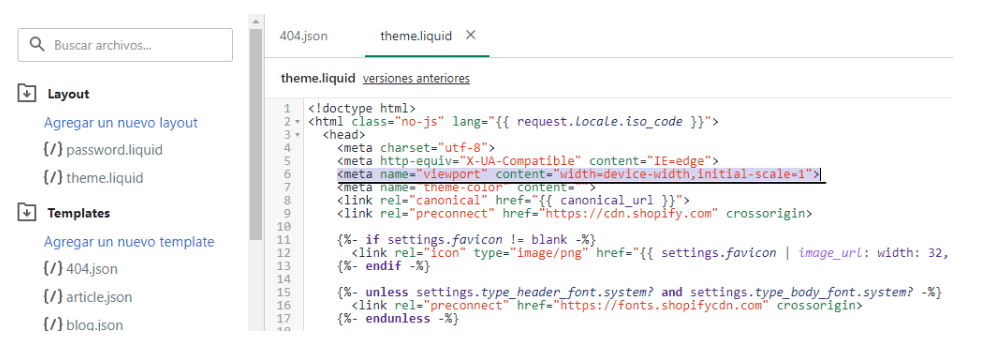 404.json theme.liquid ×
Buscar archivos...
theme.liquid versiones anteriores
Layout
Agregar un nuevo layout
{/} password.liquid
{/} theme.liquid
Templates
Agregar un nuevo template
{/} 404.json
{/} article.json
{/} blog.json
1 <!doctype html>
2 <html class="no-js" lang="{{ request.locale.iso_code }}">
3 <head>
4 <meta charset="utf-8">
5 <meta http-equiv="X-UA-Compatible" content="IE=edge">
6 <meta name="viewport" content="width=device-width,initial-scale=1">
7 <meta name="theme-color" content="">
8 <link rel="canonical" href="{{ canonical_url }}">
9 <link rel="preconnect" href="https://cdn.shopify.com" crossorigin>
10
11 {%- if settings.favicon != blank -%}
12 <link rel="icon" type="image/png" href="{{ settings.favicon | image_url: width: 32,
13 {%- endif -%}
14
15 {%- unless settings.type_header_font.system? and settings.type_body_font.system? -%}
16 <link rel="preconnect" href="https://fonts.shopifycdn.com" crossorigin>
17 {%- endunless -%}
18